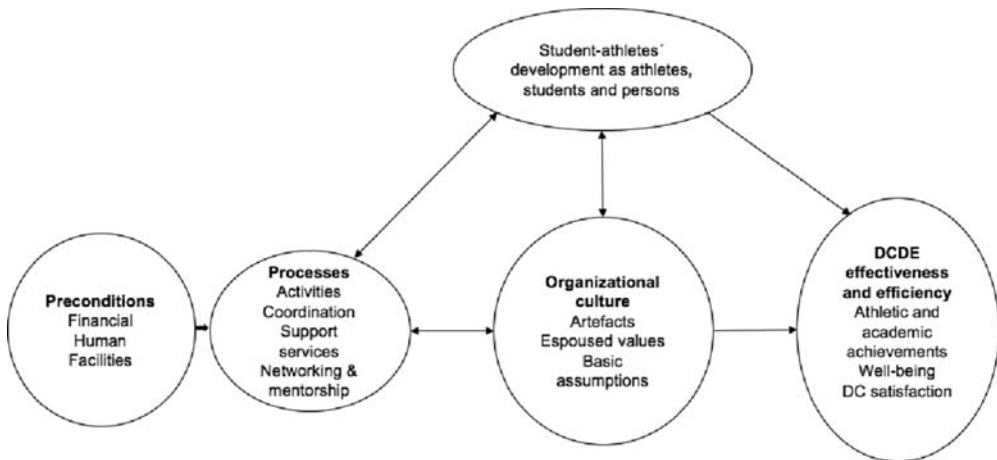 Student-athletes´
development as athletes,
students and persons
Preconditions
Financial
Human
Facilities
Processes
Activities
Coordination
Support
services
Networking &
mentorship
Organizational
culture
Artefacts
Espoused values
Basic
assumptions
DCDE
effectiveness
and efficiency
Athletic and
academic
achievements
Well-being
DC satisfaction